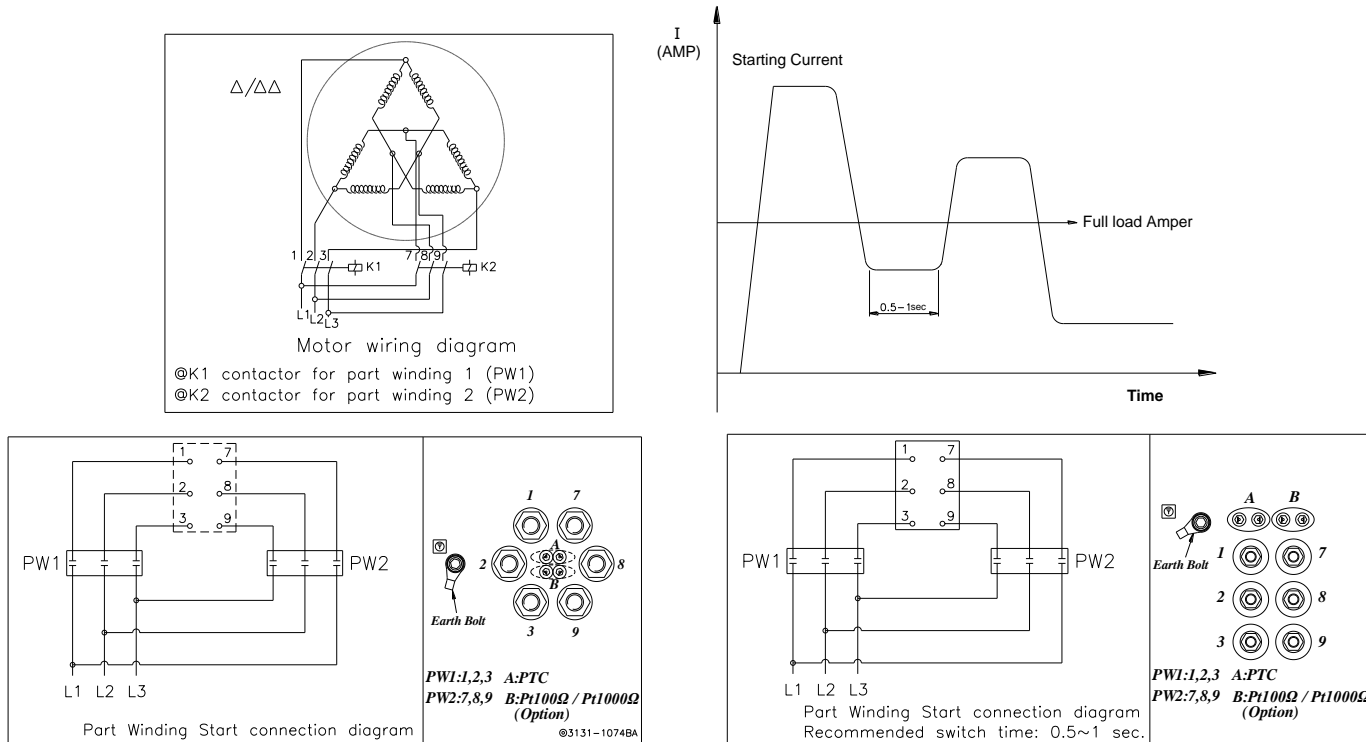 Δ/ΔΔ
1 2 3
7 8 9
K1
K2
L1 L2 L3
Motor wiring diagram
@K1 contactor for part winding 1 (PW1)
@K2 contactor for part winding 2 (PW2)
I
(AMP)
Starting Current
Full load Amper
0.5-1sec
Time
1 7
2 8
3 9
PW1
PW2
L1 L2 L3
Part Winding Start connection diagram
1 7
A
2 8
B
3 9
Earth Bolt
PW1:1,2,3 A:PTC
PW2:7,8,9 B:Pt100Ω / Pt1000Ω
(Option)
@3131-1074BA
1 7
2 8
3 9
PW1
PW2
L1 L2 L3
Part Winding Start connection diagram
Recommended switch time: 0.5~1 sec.
A B
Earth Bolt
1 7
2 8
3 9
PW1:1,2,3 A:PTC
PW2:7,8,9 B:Pt100Ω / Pt1000Ω
(Option)